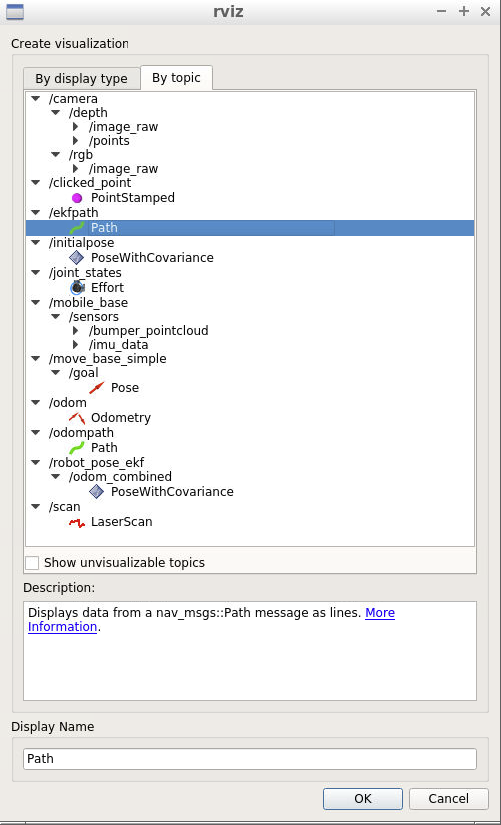 rviz
Create visualization
By display type
By topic
/camera
/depth
/image_raw
/points
/rgb
/image_raw
/clicked_point
PointStamped
/ekfpath
Path
/initialpose
PoseWithCovariance
/joint_states
Effort
/mobile_base
/sensors
/bumper_pointcloud
/imu_data
/move_base_simple
/goal
Pose
/odom
Odometry
/odompath
Path
/robot_pose_ekf
/odom_combined
PoseWithCovariance
/scan
LaserScan
Show unvisualizable topics
Description:
Displays data from a nav_msgs::Path message as lines. More
Information.
Display Name
Path
OK
Cancel